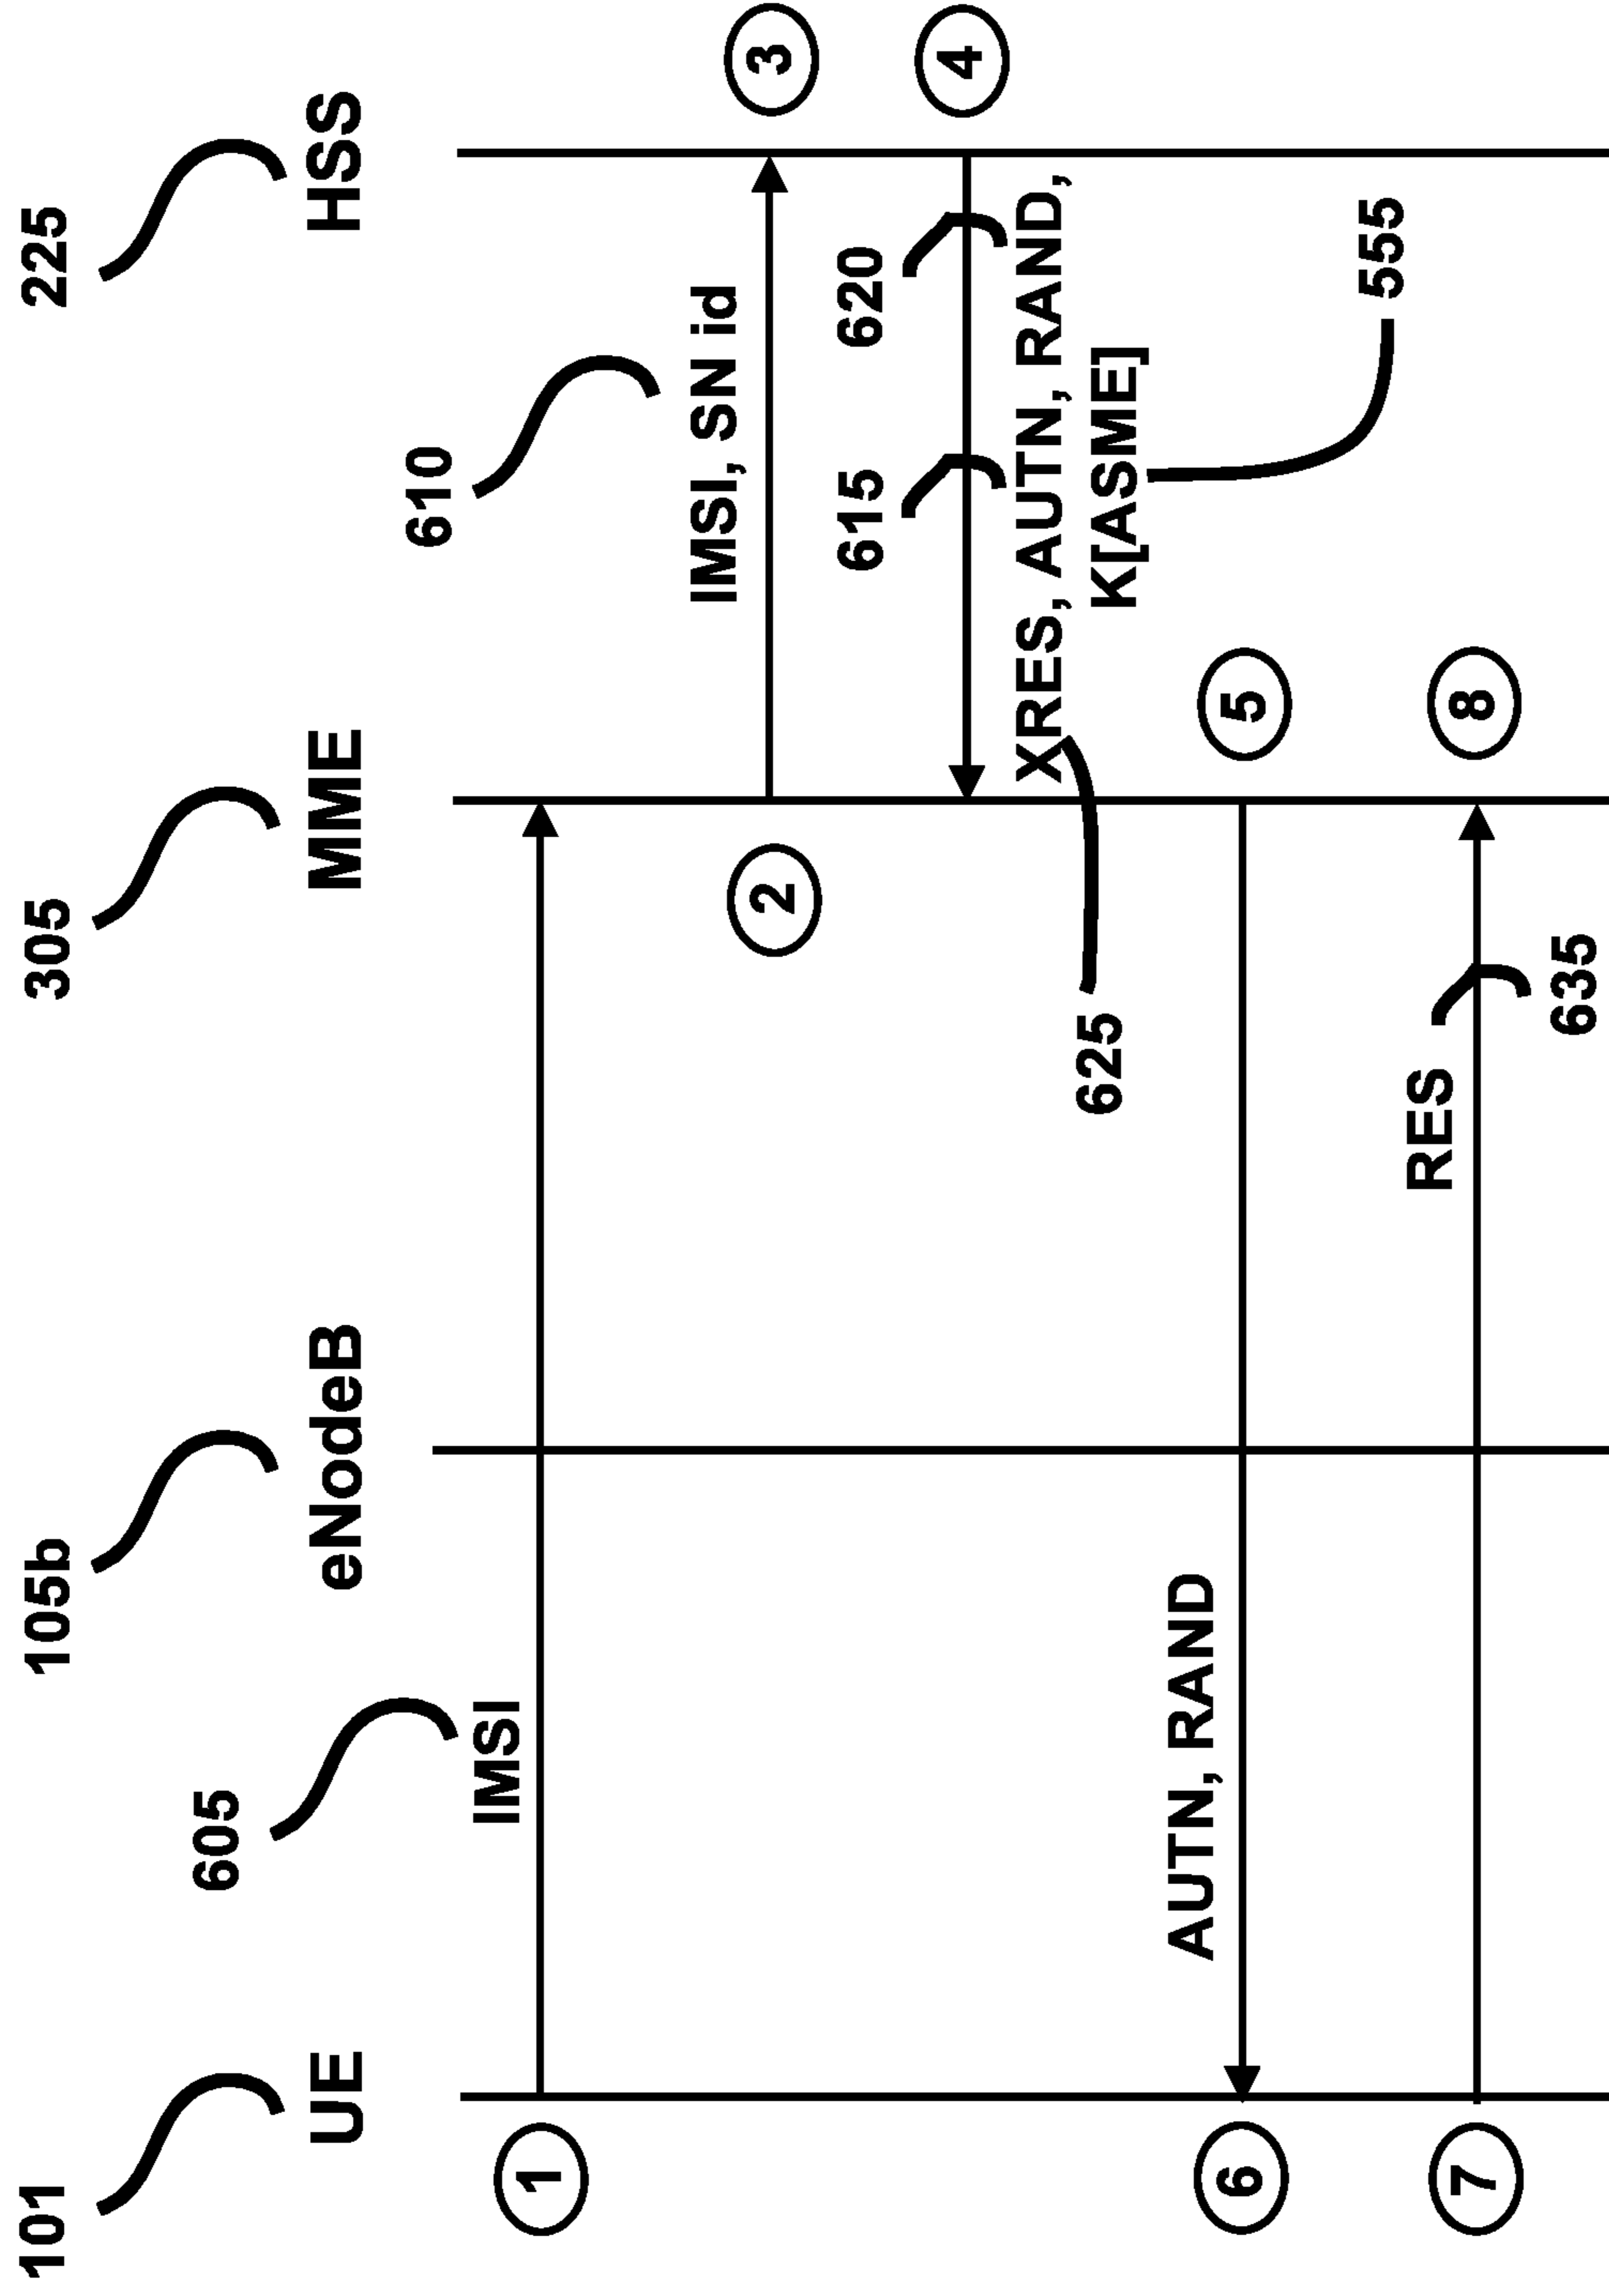 101
105b
305
225
UE
eNodeB
MME
HSS
605
610
IMSI
1
IMSI, SN id
2
3
615
620
4
XRES, AUTN, RAND,
K[ASME]
625
555
AUTN, RAND
5
6
RES
7
8
635